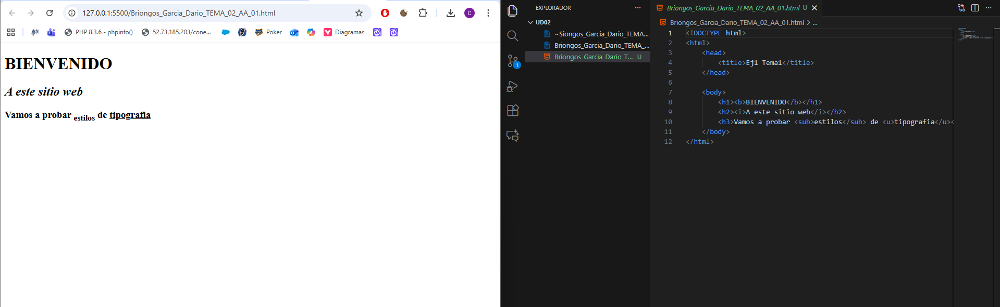 127.0.0.1:5500/Briongos_Garcia_Dario_TEMA_02_AA_01.html
C
PHP 8.3.6 - phpinfo()
52.73.185.203/cone...
Poker
Diagramas
BIENVENIDO
A este sitio web
Vamos a probar estilos de tipografia
EXPLORADOR
UD02
~$iongos_Garcia_Dario_TEMA...
Briongos_Garcia_Dario_TEMA_...
Briongos_Garcia_Dario_T... U
1
Briongos_Garcia_Dario_TEMA_02_AA_01.html U
Briongos_Garcia_Dario_TEMA_02_AA_01.html > ...
1 <!DOCTYPE html>
2 <html>
3 <head>
4 <title>Ej1 Tema1</title>
5 </head>
6
7 <body>
8 <h1><b>BIENVENIDO</b></h1>
9 <h2><i>A este sitio web</i></h2>
10 <h3>Vamos a probar <sub>estilos</sub> de <u>tipografia</u><
11 </body>
12 </html>